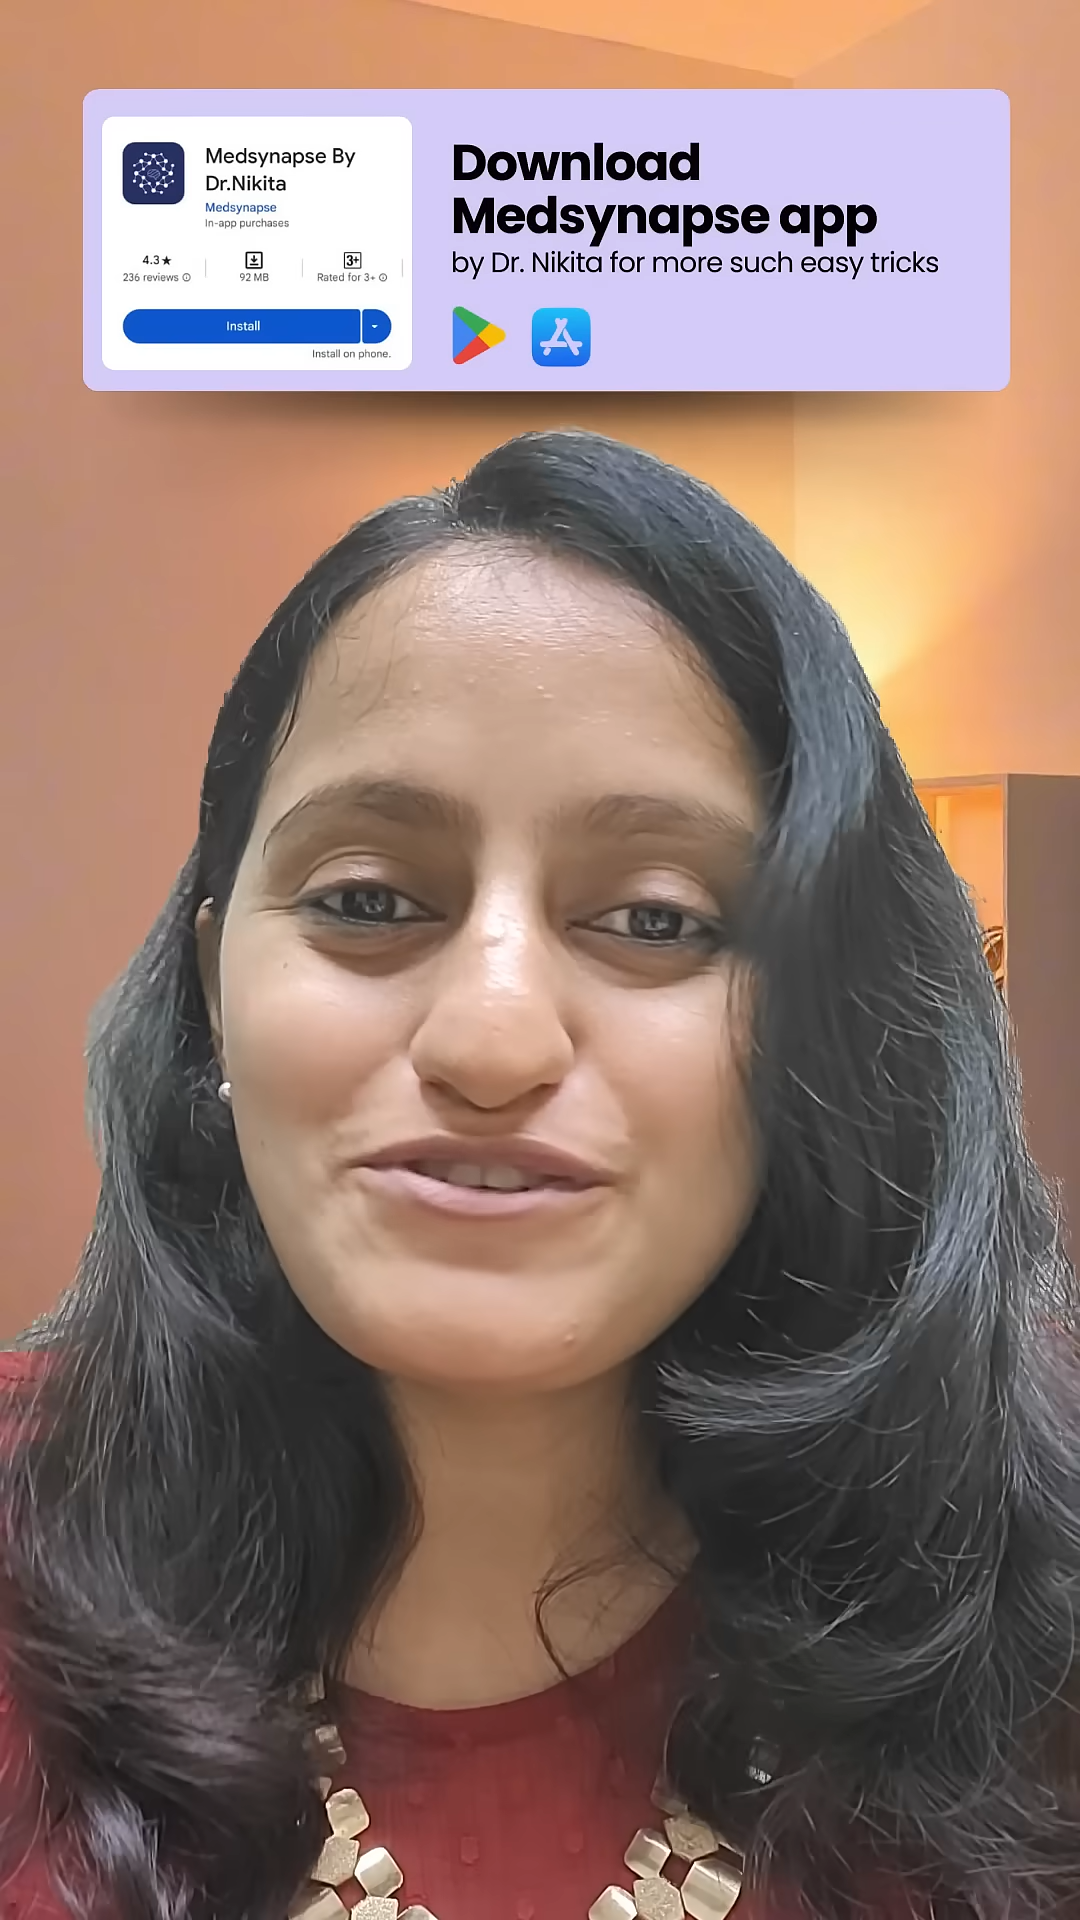 Medsynapse By
Dr.Nikita
Medsynapse
In-app purchases
4.3★
236 reviews
92 MB
3+
Rated for 3+
Install
Install on phone.
Download
Medsynapse app
by Dr. Nikita for more such easy tricks